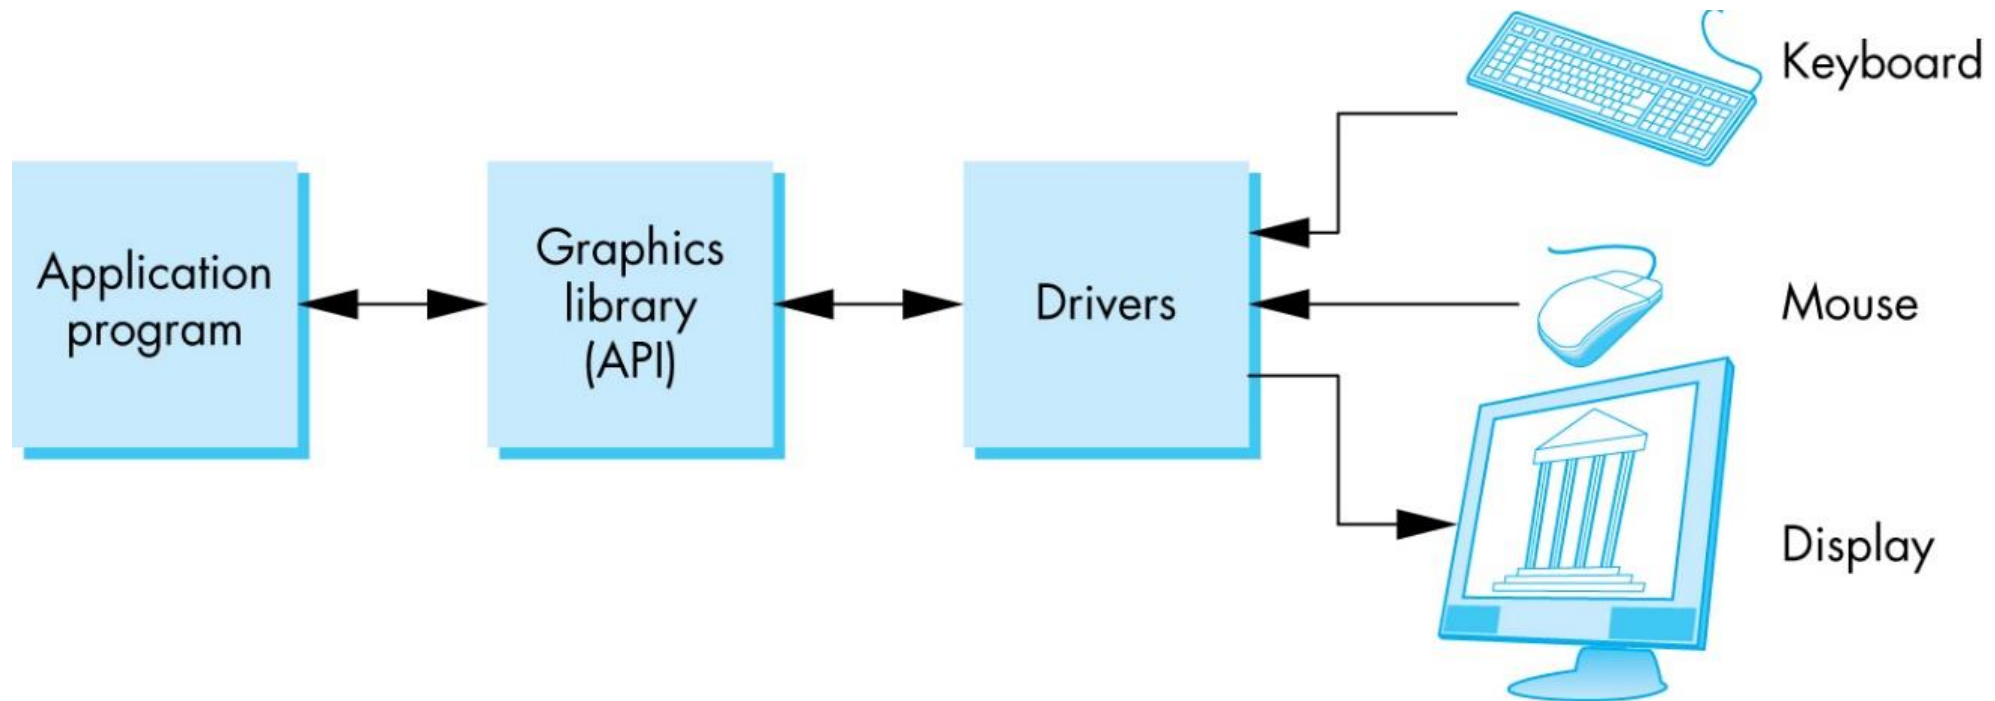 Application
program
Graphics
library
(API)
Drivers
Keyboard
Mouse
Display